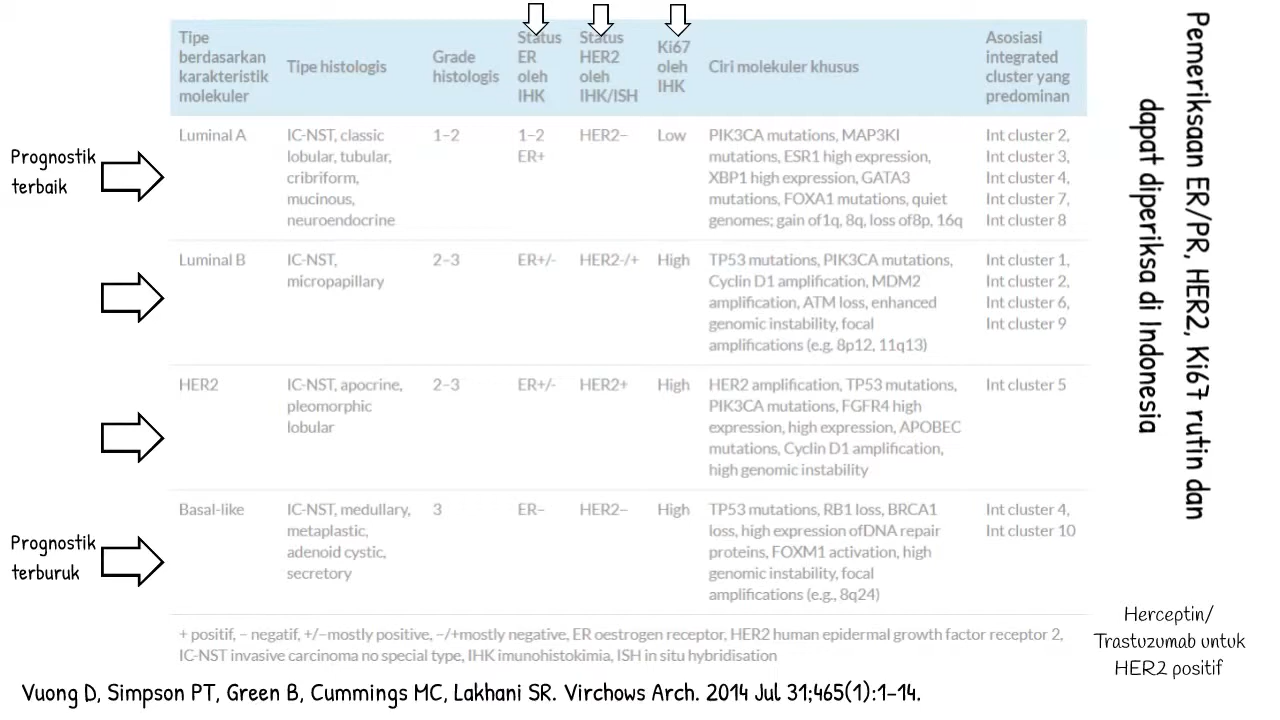 Tipe berdasarkan karakteristik molekuler
Tipe histologis
Grade histologis
Status ER oleh IHK
Status HER2 oleh IHK/ISH
Ki67 oleh IHK
Ciri molekuler khusus
Asosiasi integrated cluster yang predominan
Prognostik
terbaik
Luminal A
IC-NST, classic
lobular, tubular,
cribriform,
mucinous,
neuroendocrine
1–2
1–2
ER+
HER2–
Low
PIK3CA mutations, MAP3KI
mutations, ESR1 high expression,
XBP1 high expression, GATA3
mutations, FOXA1 mutations, quiet
genomes; gain of1q, 8q, loss of8p, 16q
Int cluster 2,
Int cluster 3,
Int cluster 4,
Int cluster 7,
Int cluster 8
Luminal B
IC-NST,
micropapillary
2–3
ER+/-
HER2-/+
High
TP53 mutations, PIK3CA mutations,
Cyclin D1 amplification, MDM2
amplification, ATM loss, enhanced
genomic instability, focal
amplifications (e.g. 8p12, 11q13)
Int cluster 1,
Int cluster 2,
Int cluster 6,
Int cluster 9
HER2
IC-NST, apocrine,
pleomorphic
lobular
2–3
ER+/-
HER2+
High
HER2 amplification, TP53 mutations,
PIK3CA mutations, FGFR4 high
expression, high expression, APOBEC
mutations, Cyclin D1 amplification,
high genomic instability
Int cluster 5
Prognostik
terburuk
Basal-like
IC-NST, medullary,
metaplastic,
adenoid cystic,
secretory
3
ER–
HER2–
High
TP53 mutations, RB1 loss, BRCA1
loss, high expression ofDNA repair
proteins, FOXM1 activation, high
genomic instability, focal
amplifications (e.g., 8q24)
Int cluster 4,
Int cluster 10
+ positif, – negatif, +/–mostly positive, –/+mostly negative, ER oestrogen receptor, HER2 human epidermal growth factor receptor 2,
IC-NST invasive carcinoma no special type, IHK imunohistokimia, ISH in situ hybridisation
Pemeriksaan ER/PR, HER2, Ki67 rutin dan
dapat diperiksa di Indonesia
Herceptin/
Trastuzumab untuk
HER2 positif
Vuong D, Simpson PT, Green B, Cummings MC, Lakhani SR. Virchows Arch. 2014 Jul 31;465(1):1–14.